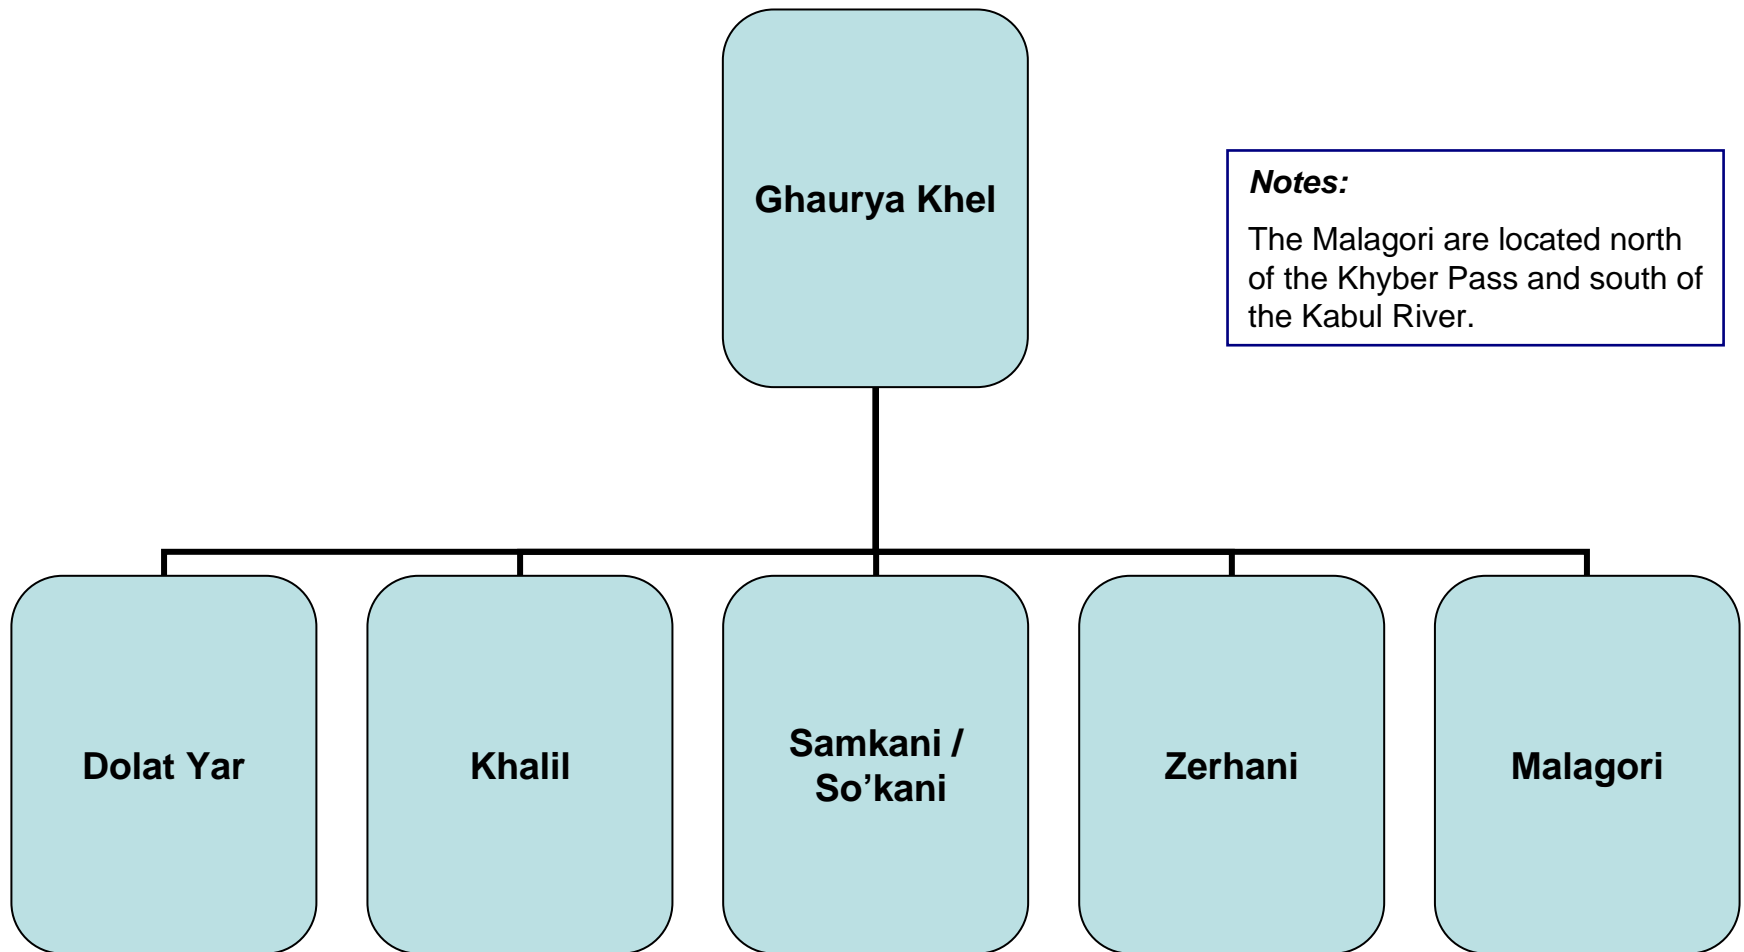 Ghaurya Khel
Notes:
The Malagori are located north
of the Khyber Pass and south of
the Kabul River.
Dolat Yar
Khalil
Samkani /
So’kani
Zerhani
Malagori